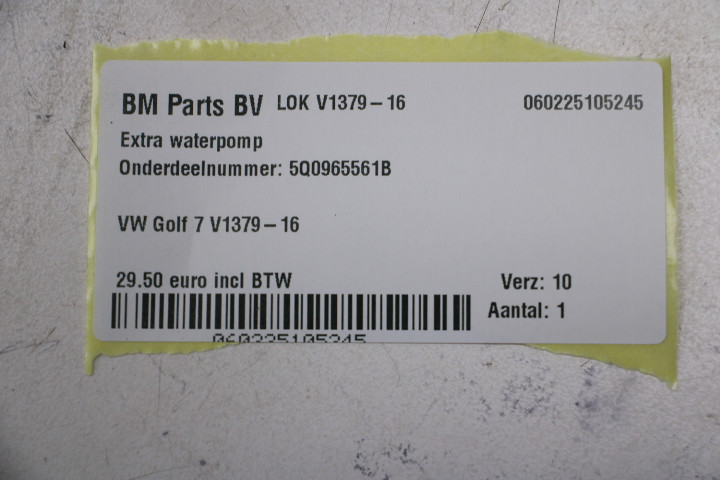 BM Parts BV LOK V1379-16 060225105245
Extra waterpomp
Onderdeelnummer: 5Q0965561B
VW Golf 7 V1379-16
29.50 euro incl BTW Verz: 10
Aantal: 1
060225105245